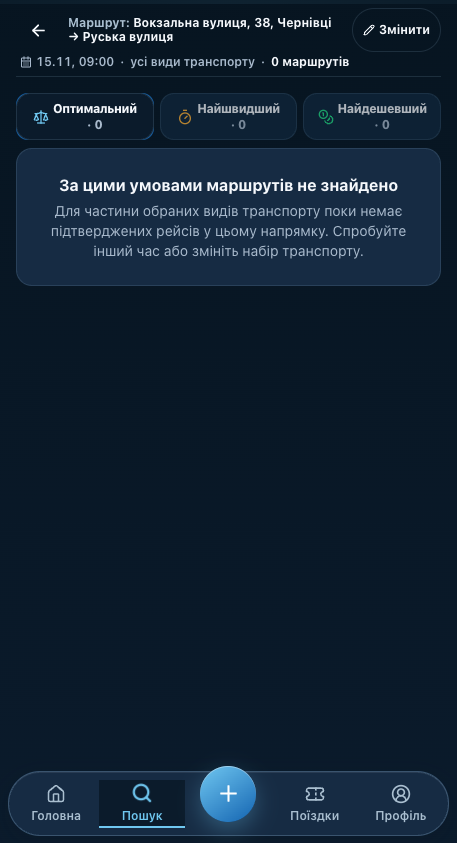 Маршрут: Вокзальна вулиця, 38, Чернівці
→ Руська вулиця
Змінити
15.11, 09:00 · усі види транспорту · 0 маршрутів
Оптимальний
· 0
Найшвидший
· 0
Найдешевший
· 0
За цими умовами маршрутів не знайдено
Для частини обраних видів транспорту поки немає
підтверджених рейсів у цьому напрямку. Спробуйте
інший час або змініть набір транспорту.
Головна
Пошук
Поїздки
Профіль